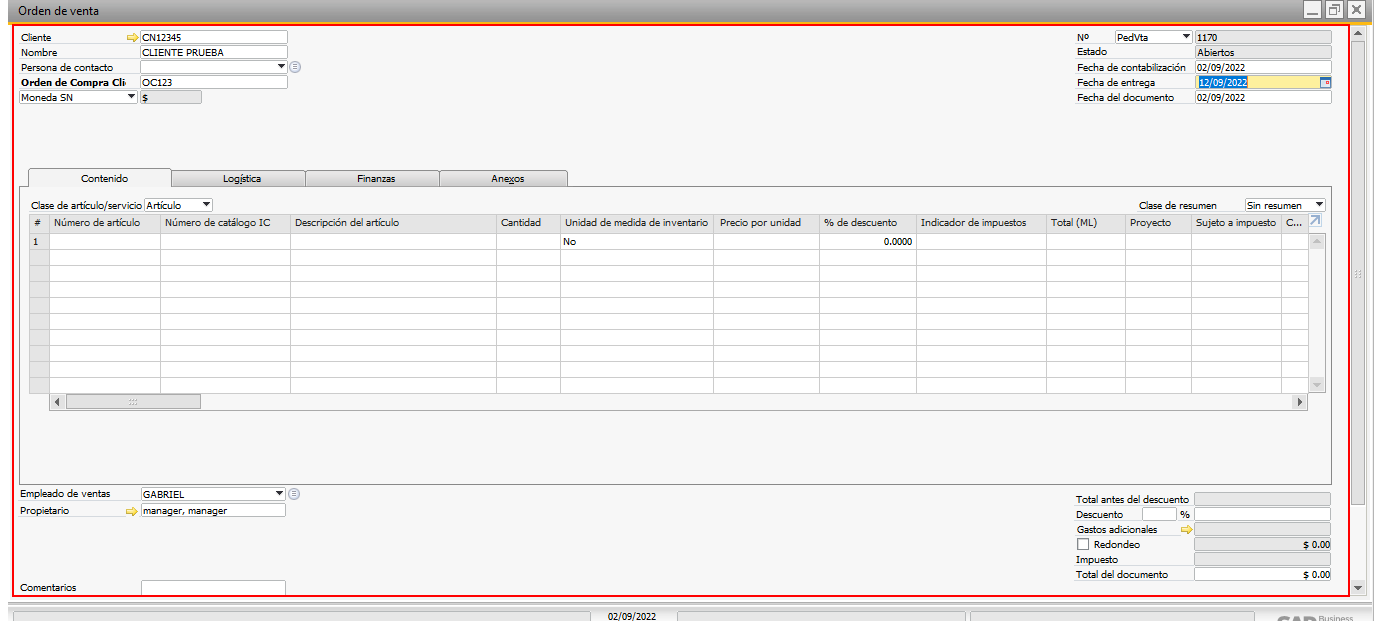 Orden de venta
Cliente CN12345
Nombre CLIENTE PRUEBA
Persona de contacto
Orden de Compra Cli OC123
Moneda SN $
Nº PedVta 1170
Estado Abiertos
Fecha de contabilización 02/09/2022
Fecha de entrega 12/09/2022
Fecha del documento 02/09/2022
Contenido Logística Finanzas Anexos
Clase de artículo/servicio Artículo Clase de resumen Sin resumen
# Número de artículo Número de catálogo IC Descripción del artículo Cantidad Unidad de medida de inventario Precio por unidad % de descuento Indicador de impuestos Total (ML) Proyecto Sujeto a impuesto C...
1 No 0.0000
Empleado de ventas GABRIEL
Propietario manager, manager
Comentarios
Total antes del descuento
Descuento %
Gastos adicionales
Redondeo $ 0.00
Impuesto
Total del documento $ 0.00
02/09/2022
SAP Business